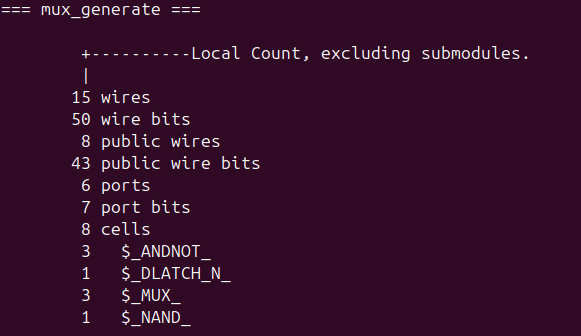 === mux_generate ===
+----------Local Count, excluding submodules.
|
15 wires
50 wire bits
8 public wires
43 public wire bits
6 ports
7 port bits
8 cells
3 $_ANDNOT_
1 $_DLATCH_N_
3 $_MUX_
1 $_NAND_